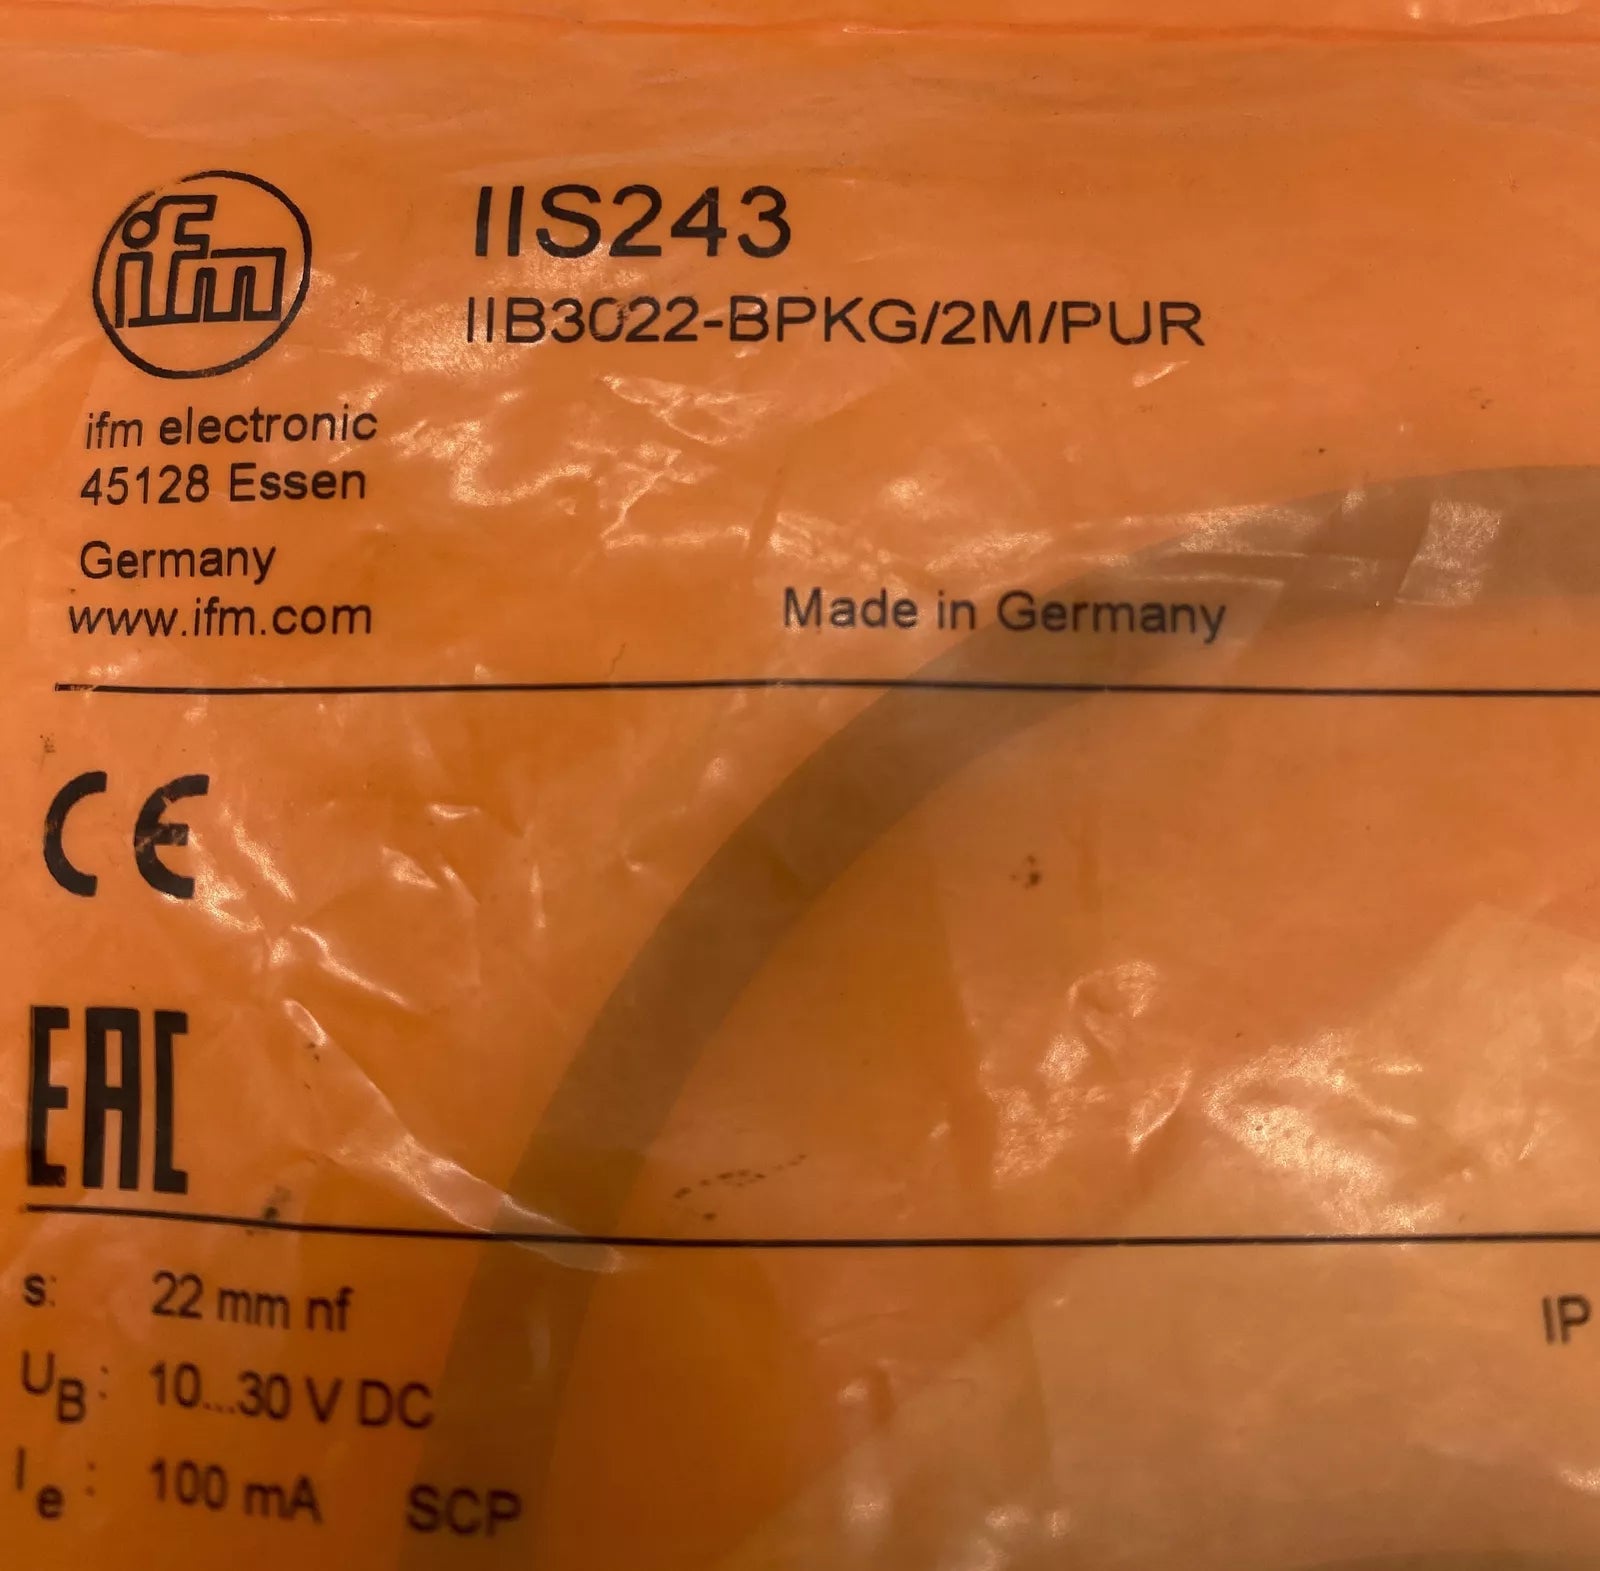 ifm
IIS243
IIB3022-BPKG/2M/PUR
ifm electronic
45128 Essen
Germany
www.ifm.com
Made in Germany
CE
EAC
s: 22 mm nf
IP
UB: 10...30 V DC
Ie: 100 mA SCP